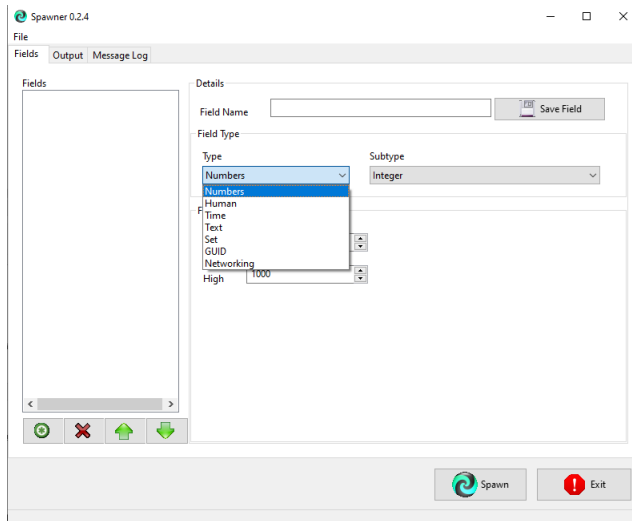 Spawner 0.2.4
File
Fields Output Message Log
Fields
Details
Field Name
Save Field
Field Type
Type Subtype
Numbers Integer
Numbers
Human
Time
Text
Set
GUID
Networking
F
High 1000
Spawn Exit